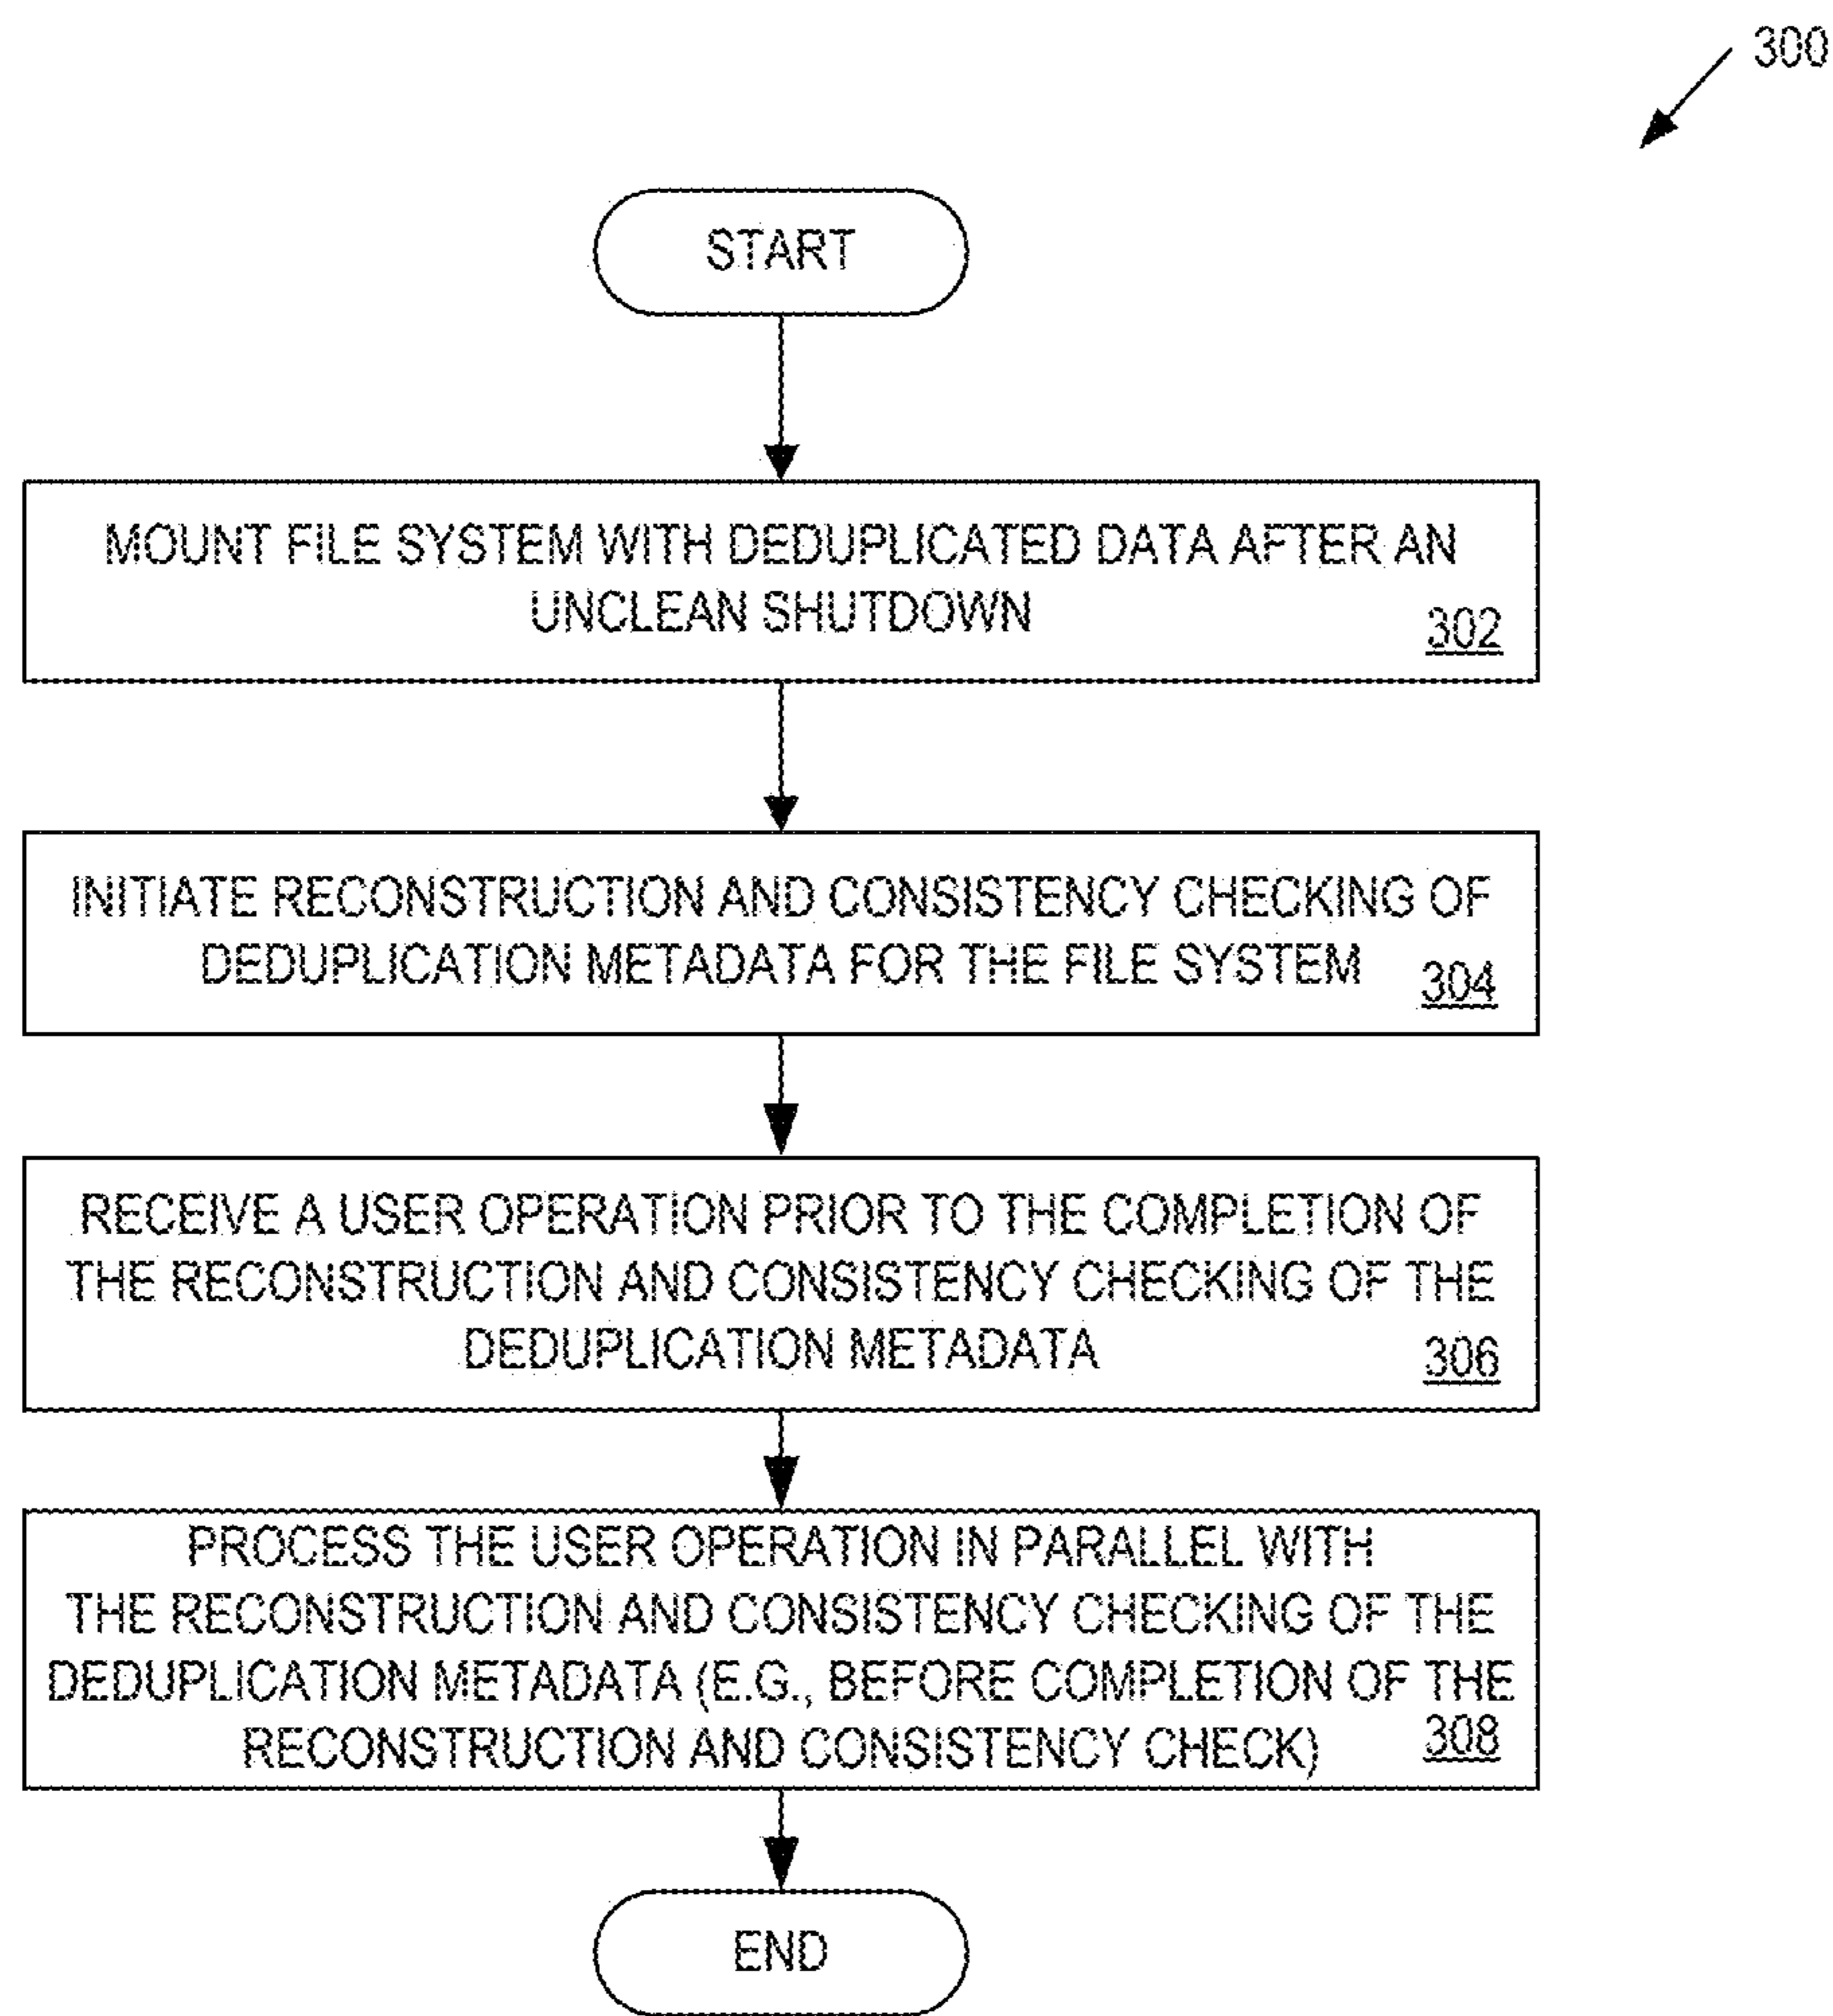 300
START
MOUNT FILE SYSTEM WITH DEDUPLICATED DATA AFTER AN
UNCLEAN SHUTDOWN
302
INITIATE RECONSTRUCTION AND CONSISTENCY CHECKING OF
DEDUPLICATION METADATA FOR THE FILE SYSTEM
304
RECEIVE A USER OPERATION PRIOR TO THE COMPLETION OF
THE RECONSTRUCTION AND CONSISTENCY CHECKING OF THE
DEDUPLICATION METADATA
306
PROCESS THE USER OPERATION IN PARALLEL WITH
THE RECONSTRUCTION AND CONSISTENCY CHECKING OF THE
DEDUPLICATION METADATA (E.G., BEFORE COMPLETION OF THE
RECONSTRUCTION AND CONSISTENCY CHECK)
308
END